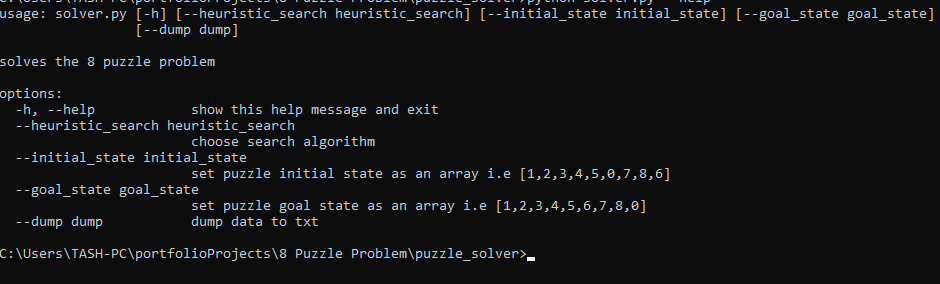 usage: solver.py [-h] [--heuristic_search heuristic_search] [--initial_state initial_state] [--goal_state goal_state]
[--dump dump]
solves the 8 puzzle problem
options:
-h, --help show this help message and exit
--heuristic_search heuristic_search
choose search algorithm
--initial_state initial_state
set puzzle initial state as an array i.e [1,2,3,4,5,0,7,8,6]
--goal_state goal_state
set puzzle goal state as an array i.e [1,2,3,4,5,6,7,8,0]
--dump dump dump data to txt
C:\Users\TASH-PC\portfolioProjects\8 Puzzle Problem\puzzle_solver>